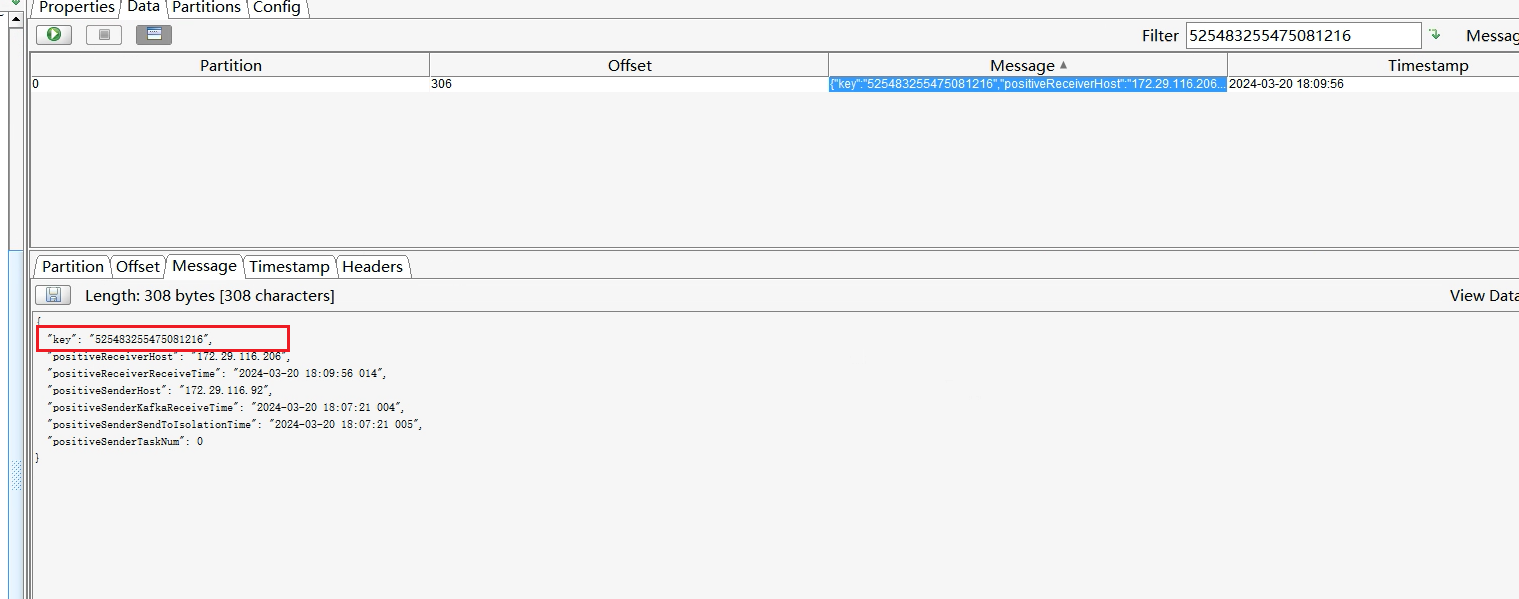 Properties Data Partitions Config
Filter 525483255475081216 Messag
Partition Offset Message Timestamp
0 306 {"key":"525483255475081216","positiveReceiverHost":"172.29.116.206... 2024-03-20 18:09:56
Partition Offset Message Timestamp Headers
Length: 308 bytes [308 characters] View Data
{
"key": "525483255475081216",
"positiveReceiverHost": "172.29.116.206",
"positiveReceiverReceiveTime": "2024-03-20 18:09:56 014",
"positiveSenderHost": "172.29.116.92",
"positiveSenderKafkaReceiveTime": "2024-03-20 18:07:21 004",
"positiveSenderSendToIsolationTime": "2024-03-20 18:07:21 005",
"positiveSenderTaskNum": 0
}